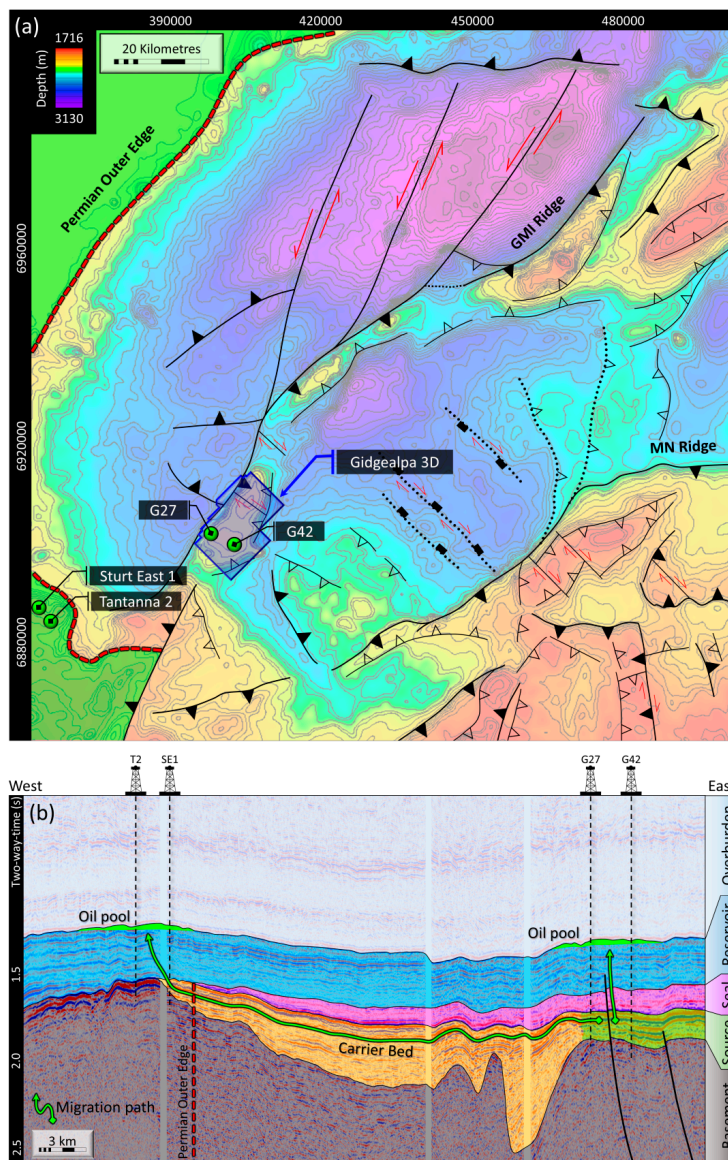 (a)
390000
420000
450000
480000
1716
Depth (m)
3130
20 Kilometres
Permian Outer Edge
6960000
GMI Ridge
6920000
MN Ridge
Gidgealpa 3D
G27
G42
Sturt East 1
Tantanna 2
6880000
T2
SE1
G27
G42
West
East
(b)
Two-way-time (s)
Overburden
Oil pool
Oil pool
Reservoir
1.5
Seal
Source
Carrier Bed
2.0
Permian Outer Edge
Basement
Migration path
3 km
2.5